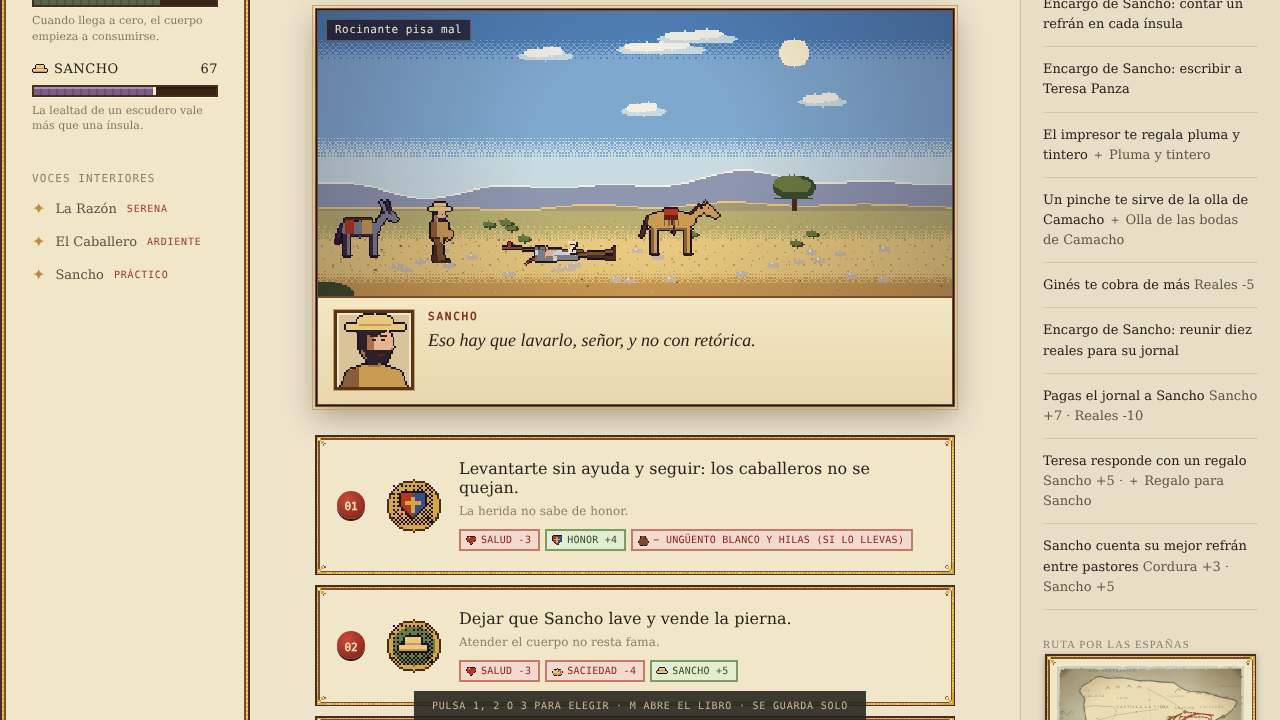 Cuando llega a cero, el cuerpo
empieza a consumirse.
SANCHO 67
La lealtad de un escudero vale
más que una ínsula.
VOCES INTERIORES
La Razón SERENA
El Caballero ARDIENTE
Sancho PRÁCTICO
Rocinante pisa mal
SANCHO
Eso hay que lavarlo, señor, y no con retórica.
01
Levantarte sin ayuda y seguir: los caballeros no se
quejan.
La herida no sabe de honor.
SALUD -3 HONOR +4 − UNGÜENTO BLANCO Y HILAS (SI LO LLEVAS)
02
Dejar que Sancho lave y vende la pierna.
Atender el cuerpo no resta fama.
SALUD -3 SACIEDAD -4 SANCHO +5
PULSA 1, 2 O 3 PARA ELEGIR · M ABRE EL LIBRO · SE GUARDA SOLO
Encargo de Sancho: contar un
refrán en cada ínsula
Encargo de Sancho: escribir a
Teresa Panza
El impresor te regala pluma y
tintero + Pluma y tintero
Un pinche te sirve de la olla de
Camacho + Olla de las bodas
de Camacho
Ginés te cobra de más Reales -5
Encargo de Sancho: reunir diez
reales para su jornal
Pagas el jornal a Sancho Sancho
+7 · Reales -10
Teresa responde con un regalo
Sancho +5 · + Regalo para
Sancho
Sancho cuenta su mejor refrán
entre pastores Cordura +3 ·
Sancho +5
RUTA POR LAS ESPAÑAS